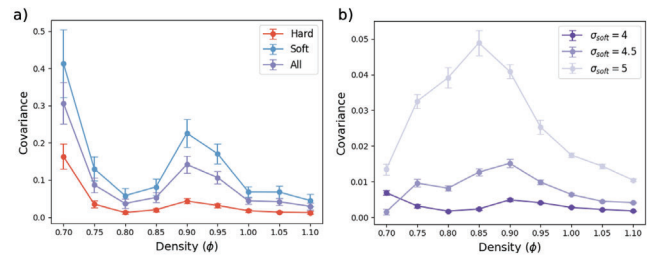 a)
Hard
Soft
All
Covariance
0.5
0.4
0.3
0.2
0.1
0.0
0.70 0.75 0.80 0.85 0.90 0.95 1.00 1.05 1.10
Density (ϕ)
b)
σsoft = 4
σsoft = 4.5
σsoft = 5
Covariance
0.05
0.04
0.03
0.02
0.01
0.00
0.70 0.75 0.80 0.85 0.90 0.95 1.00 1.05 1.10
Density (ϕ)